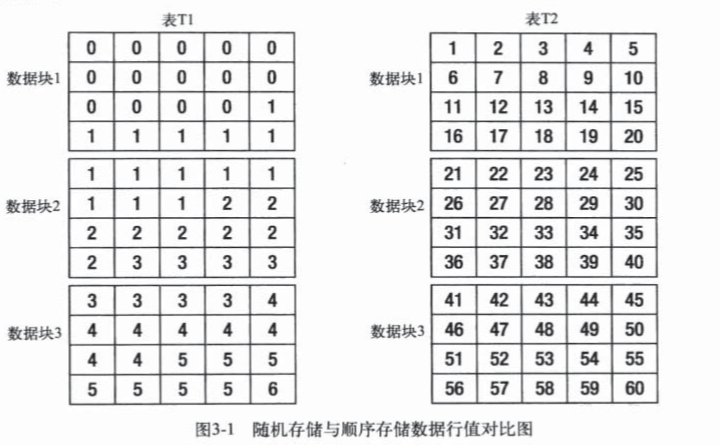 表T1
数据块1
0 0 0 0 0
0 0 0 0 0
0 0 0 0 1
1 1 1 1 1
数据块2
1 1 1 1 1
1 1 1 2 2
2 2 2 2 2
2 3 3 3 3
数据块3
3 3 3 3 4
4 4 4 4 4
4 4 5 5 5
5 5 5 5 6
表T2
数据块1
1 2 3 4 5
6 7 8 9 10
11 12 13 14 15
16 17 18 19 20
数据块2
21 22 23 24 25
26 27 28 29 30
31 32 33 34 35
36 37 38 39 40
数据块3
41 42 43 44 45
46 47 48 49 50
51 52 53 54 55
56 57 58 59 60
图3-1 随机存储与顺序存储数据行值对比图